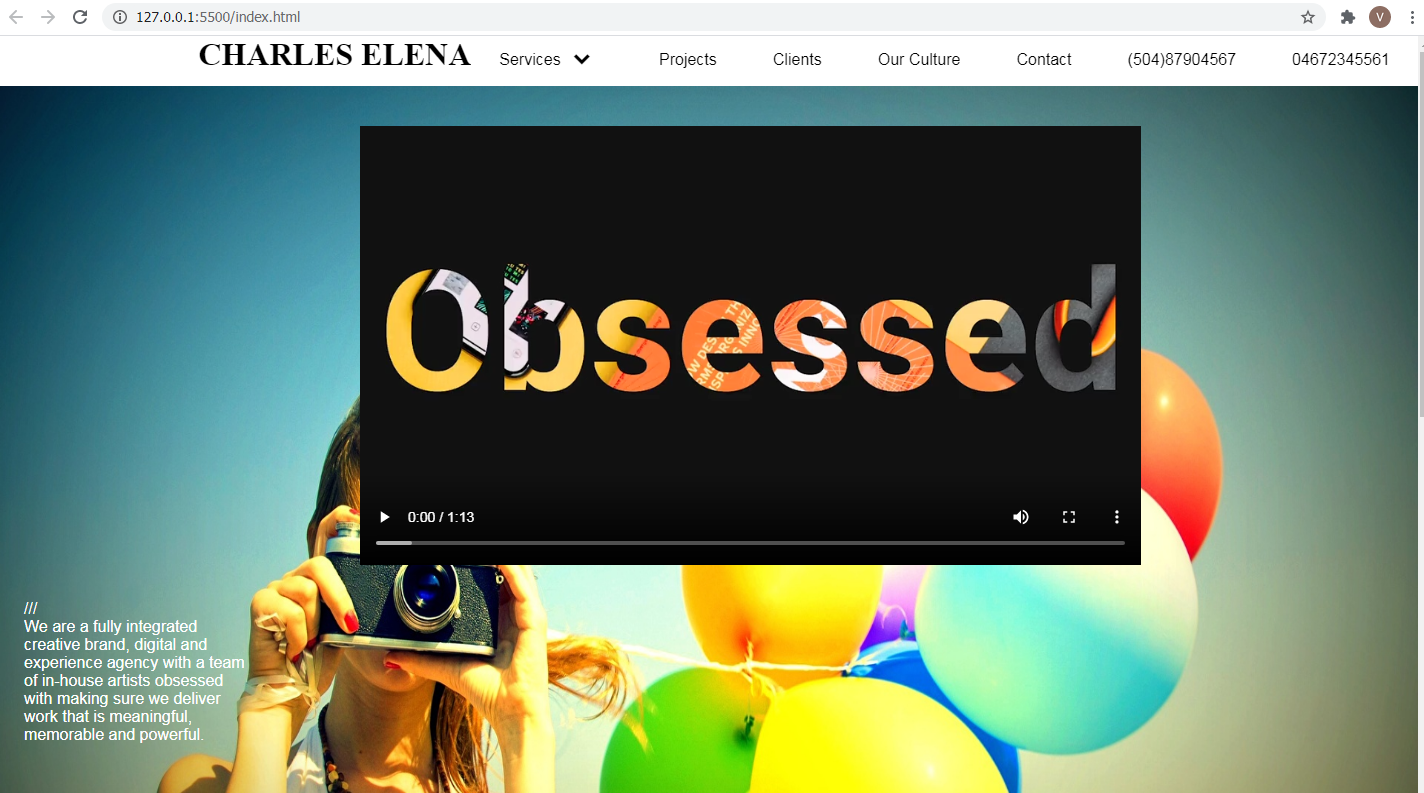 127.0.0.1:5500/index.html
V
CHARLES ELENA Services Projects Clients Our Culture Contact (504)87904567 04672345561
Obsessed
0:00 / 1:13
///
We are a fully integrated
creative brand, digital and
experience agency with a team
of in-house artists obsessed
with making sure we deliver
work that is meaningful,
memorable and powerful.